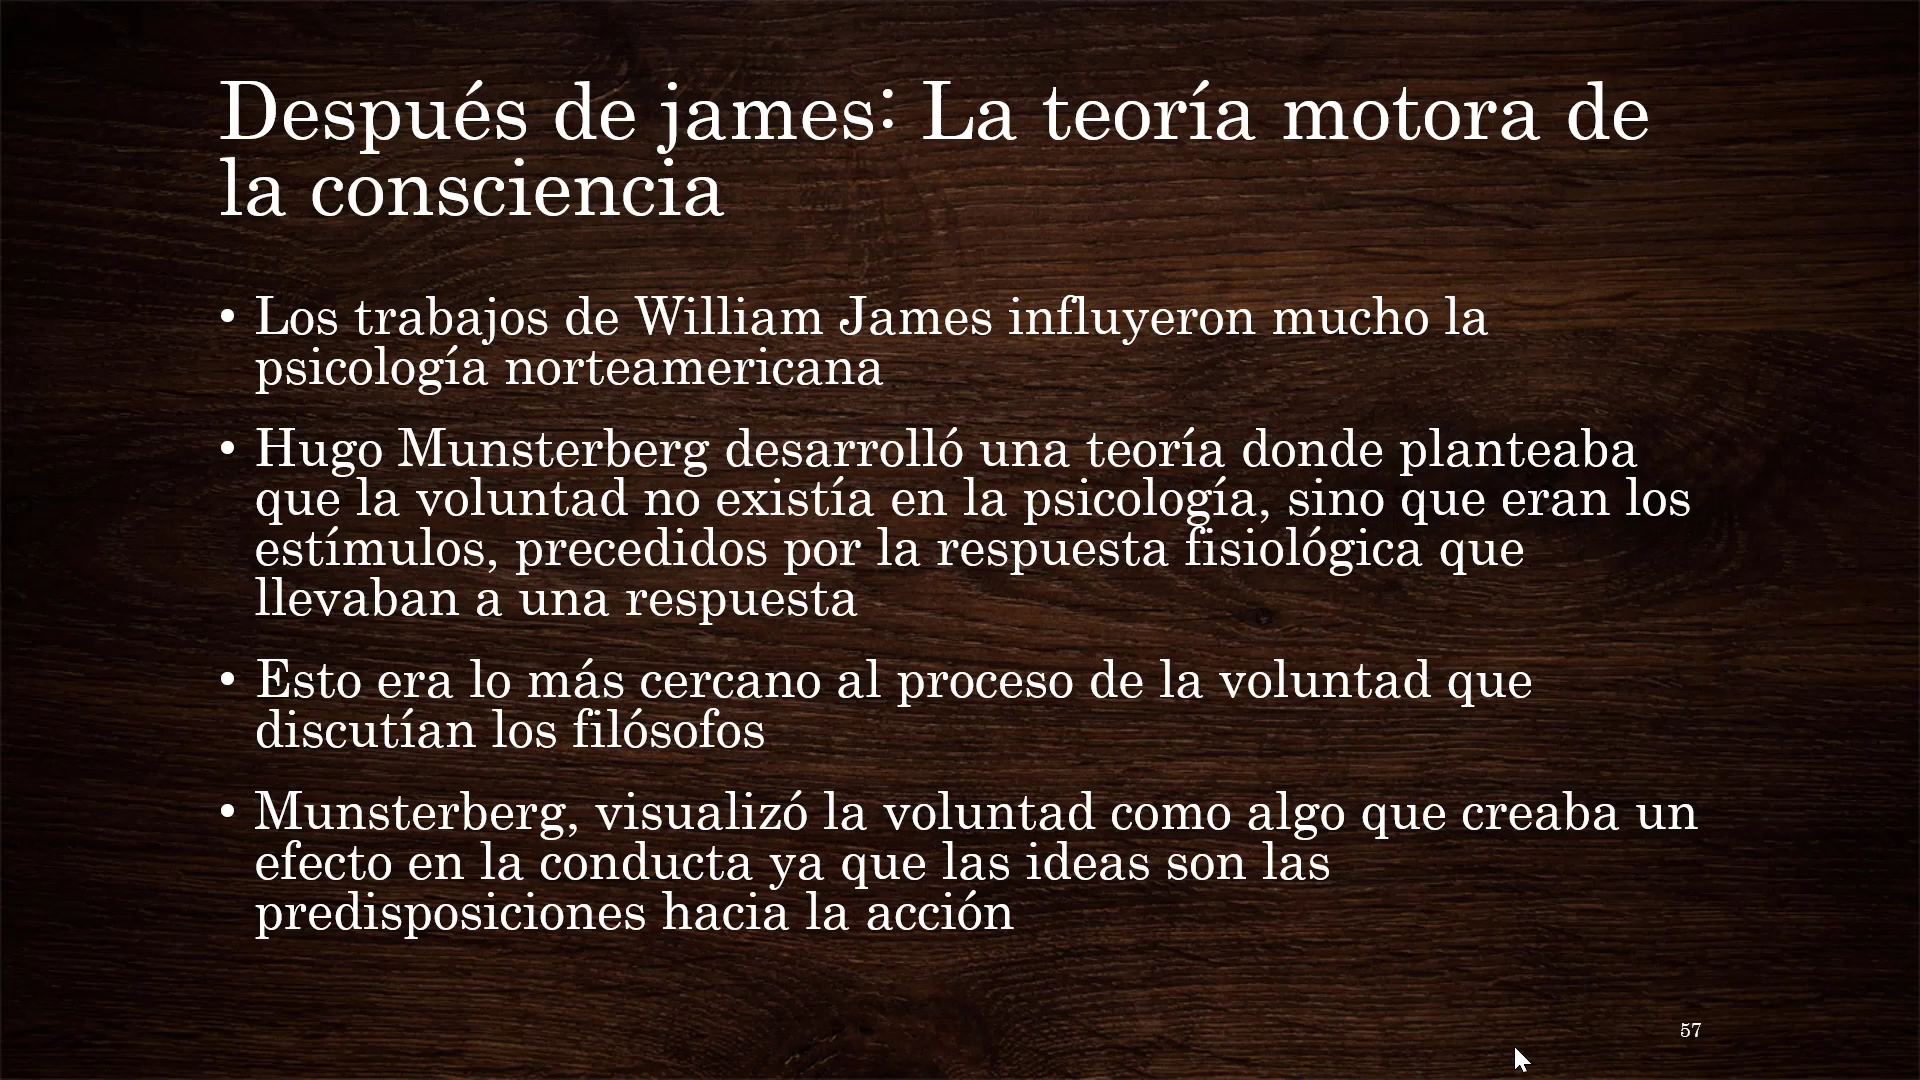 Después de james: La teoría motora de
la consciencia
• Los trabajos de William James influyeron mucho la
psicología norteamericana
• Hugo Munsterberg desarrolló una teoría donde planteaba
que la voluntad no existía en la psicología, sino que eran los
estímulos, precedidos por la respuesta fisiológica que
llevaban a una respuesta
• Esto era lo más cercano al proceso de la voluntad que
discutían los filósofos
• Munsterberg, visualizó la voluntad como algo que creaba un
efecto en la conducta ya que las ideas son las
predisposiciones hacia la acción
57